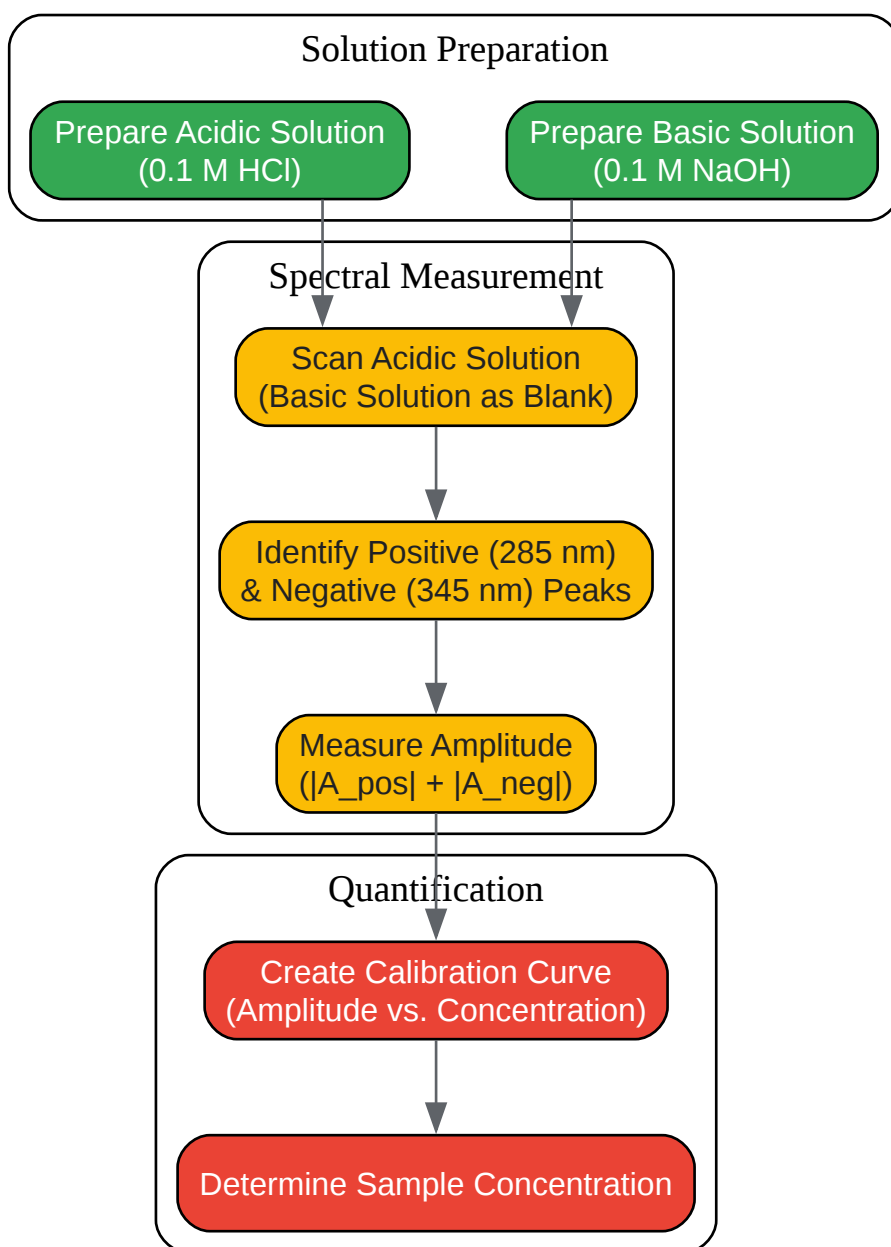 Solution Preparation
Prepare Acidic Solution
(0.1 M HCl)
Prepare Basic Solution
(0.1 M NaOH)
Spectral Measurement
Scan Acidic Solution
(Basic Solution as Blank)
Identify Positive (285 nm)
& Negative (345 nm) Peaks
Measure Amplitude
(|A_pos| + |A_neg|)
Quantification
Create Calibration Curve
(Amplitude vs. Concentration)
Determine Sample Concentration